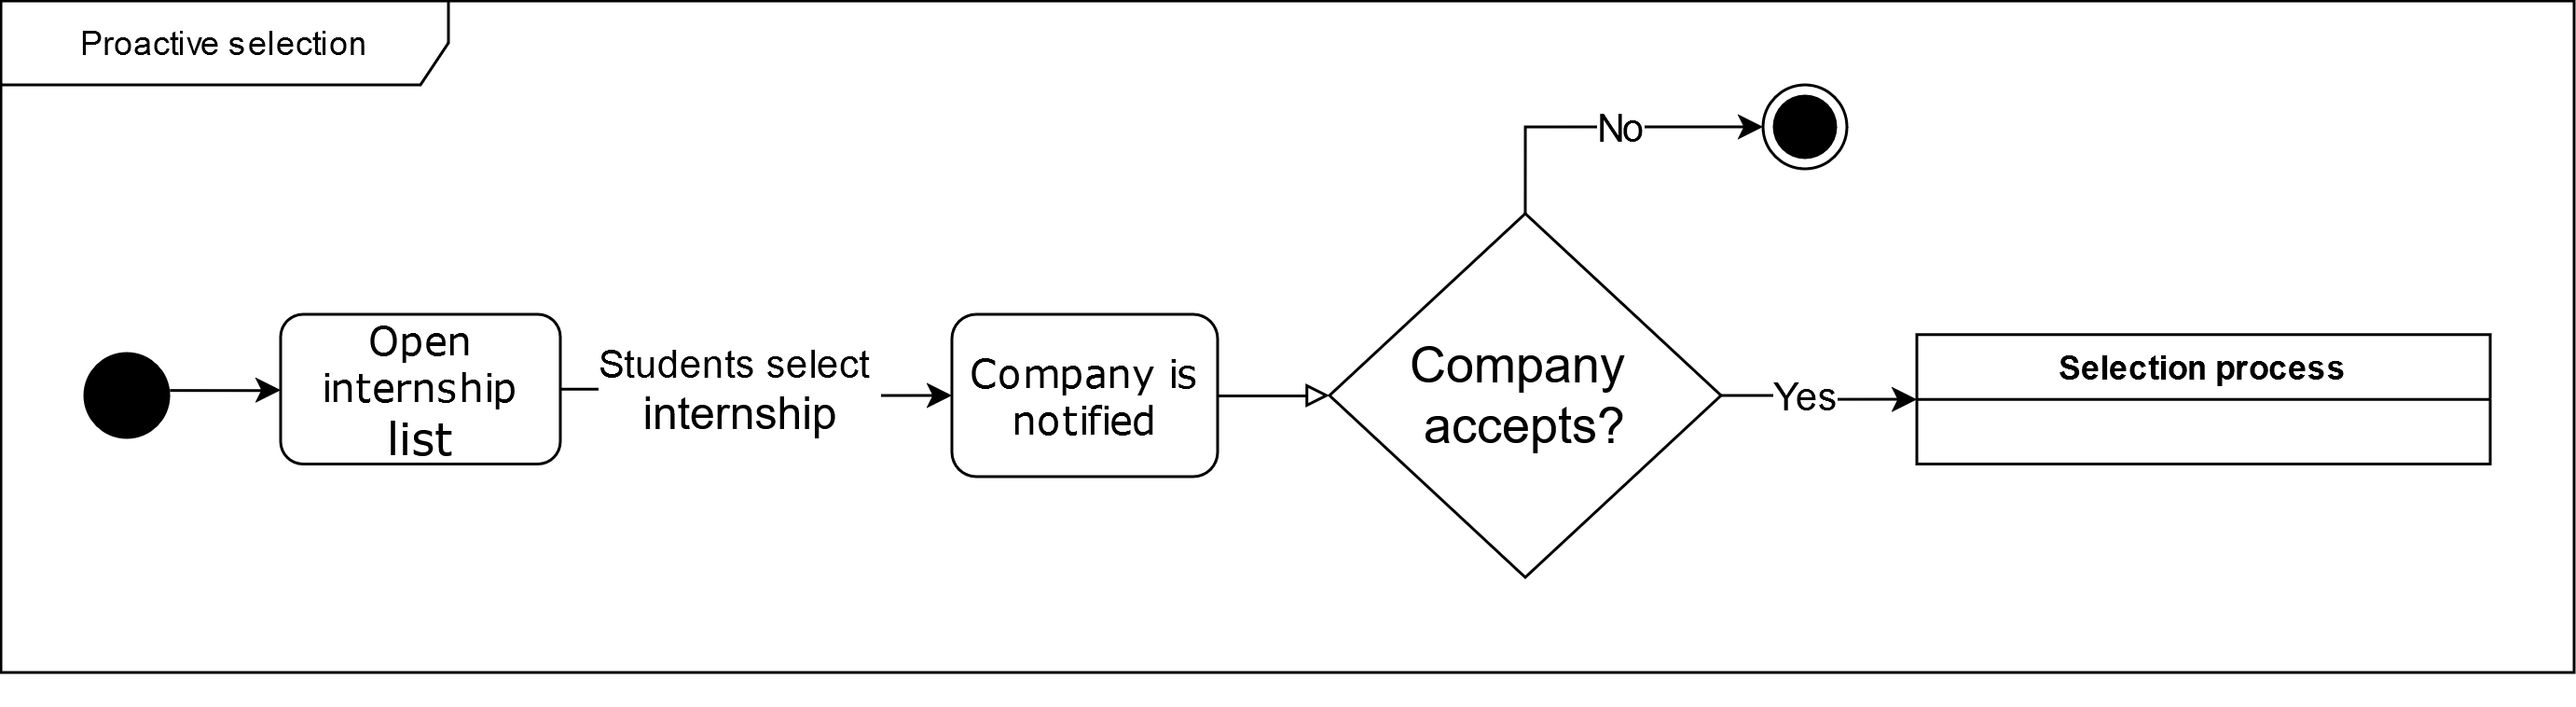 Proactive selection
No
Open
internship
list
Students select
internship
Company is
notified
Company
accepts?
Yes
Selection process